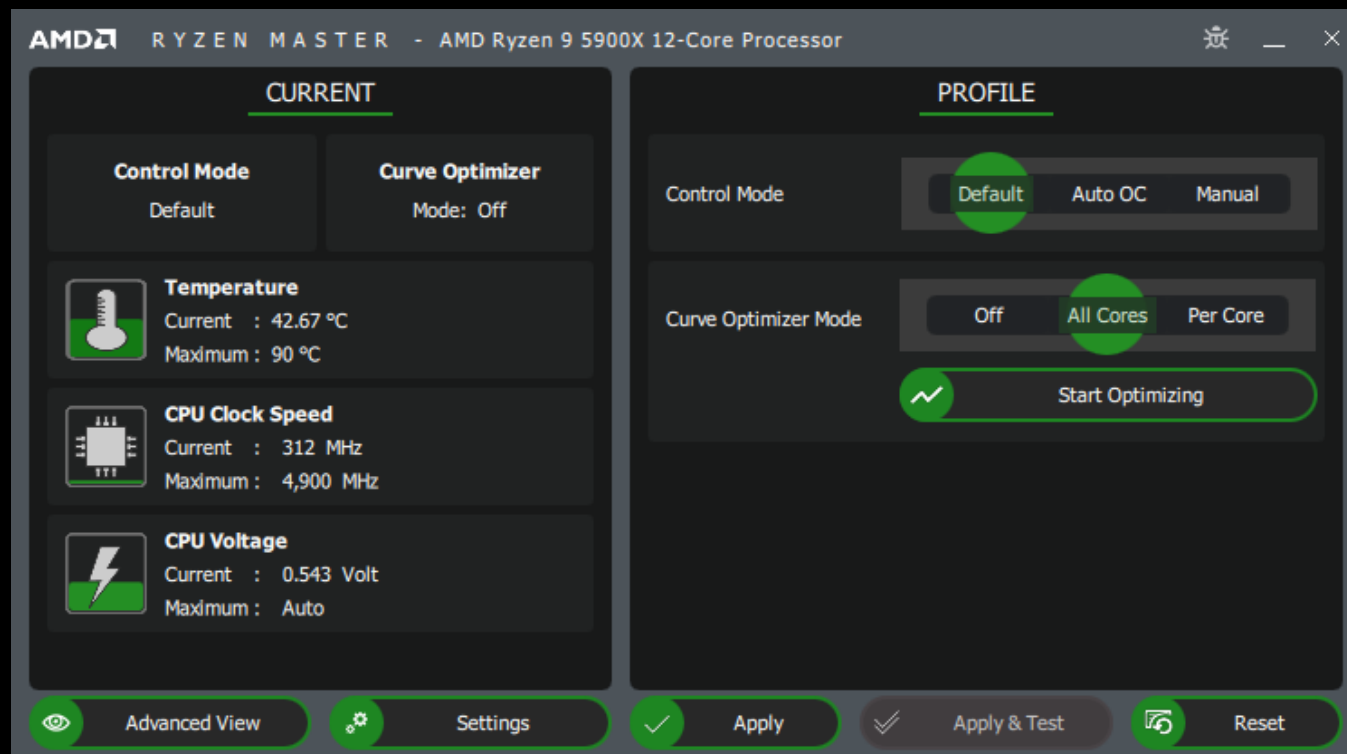 AMD RYZEN MASTER - AMD Ryzen 9 5900X 12-Core Processor
CURRENT
Control Mode
Default
Curve Optimizer
Mode: Off
Temperature
Current : 42.67 ºC
Maximum : 90 ºC
CPU Clock Speed
Current : 312 MHz
Maximum : 4,900 MHz
CPU Voltage
Current : 0.543 Volt
Maximum : Auto
PROFILE
Control Mode
Default Auto OC Manual
Curve Optimizer Mode
Off All Cores Per Core
Start Optimizing
Advanced View Settings Apply Apply & Test Reset